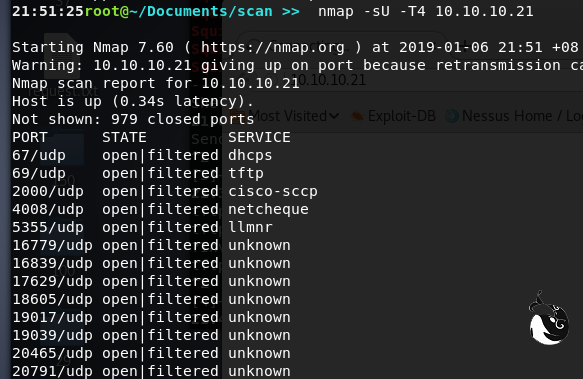 21:51:25root@~/Documents/scan >> nmap -sU -T4 10.10.10.21
Starting Nmap 7.60 ( https://nmap.org ) at 2019-01-06 21:51 +08
Warning: 10.10.10.21 giving up on port because retransmission ca
Nmap scan report for 10.10.10.21
10.10.10.21
Host is up (0.34s latency).
Most Visited
Exploit-DB
Nessus Home / Lo
Not shown: 979 closed ports
PORT STATE SERVICE
67/udp open|filtered dhcps
69/udp open|filtered tftp
2000/udp open|filtered cisco-sccp
4008/udp open|filtered netcheque
5355/udp open|filtered llmnr
16779/udp open|filtered unknown
16839/udp open|filtered unknown
17629/udp open|filtered unknown
18605/udp open|filtered unknown
19017/udp open|filtered unknown
19039/udp open|filtered unknown
20465/udp open|filtered unknown
20791/udp open|filtered unknown